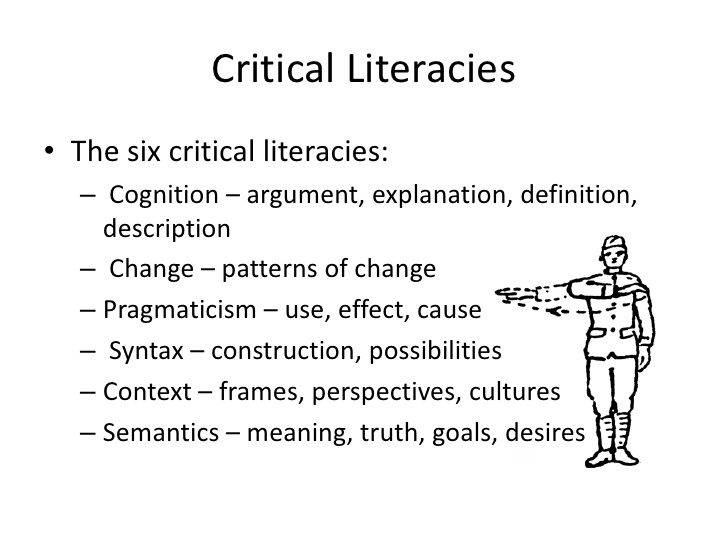 Critical Literacies
• The six critical literacies:
– Cognition – argument, explanation, definition,
description
– Change – patterns of change
– Pragmaticism – use, effect, cause
– Syntax – construction, possibilities
– Context – frames, perspectives, cultures
– Semantics – meaning, truth, goals, desires